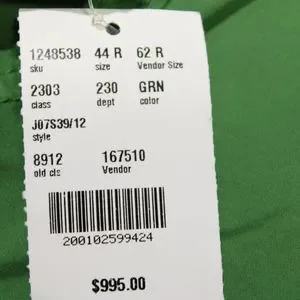 1248538 44 R 62 R
sku size Vendor Size
2303 230 GRN
class dept color
J07S39/12
style
8912 167510
old cls Vendor
200102599424
$995.00